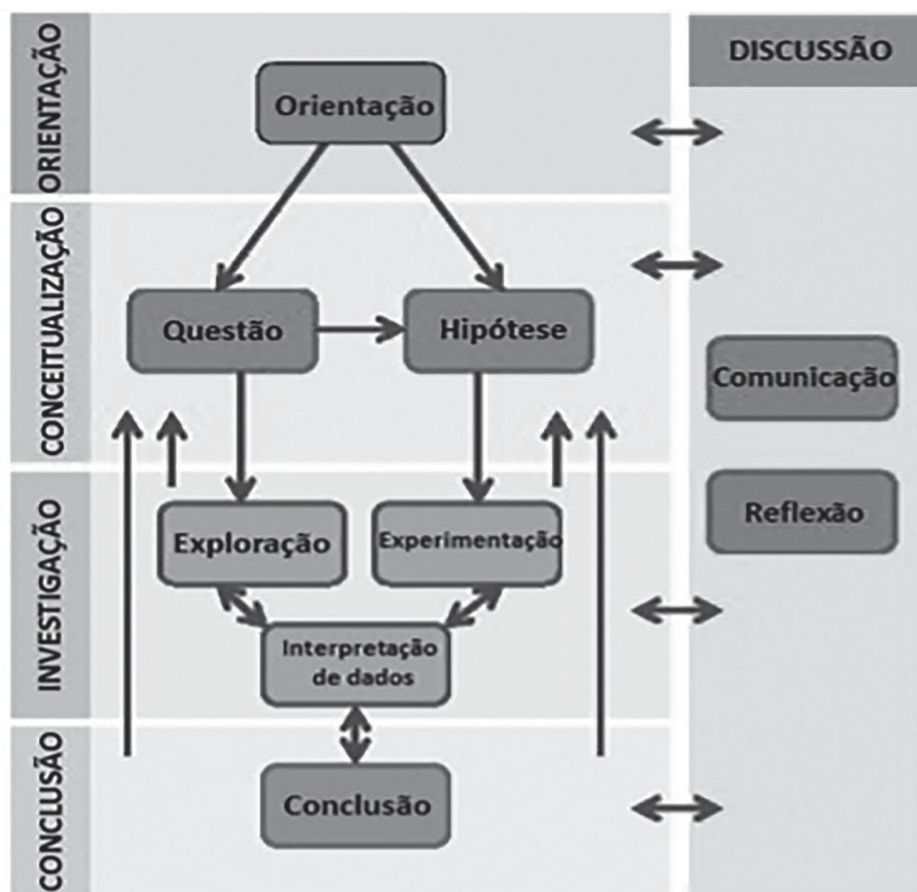 ORIENTAÇÃO
Orientação
CONCEITUALIZAÇÃO
Questão
Hipótese
INVESTIGAÇÃO
Exploração
Experimentação
Interpretação
de dados
CONCLUSÃO
Conclusão
DISCUSSÃO
Comunicação
Reflexão